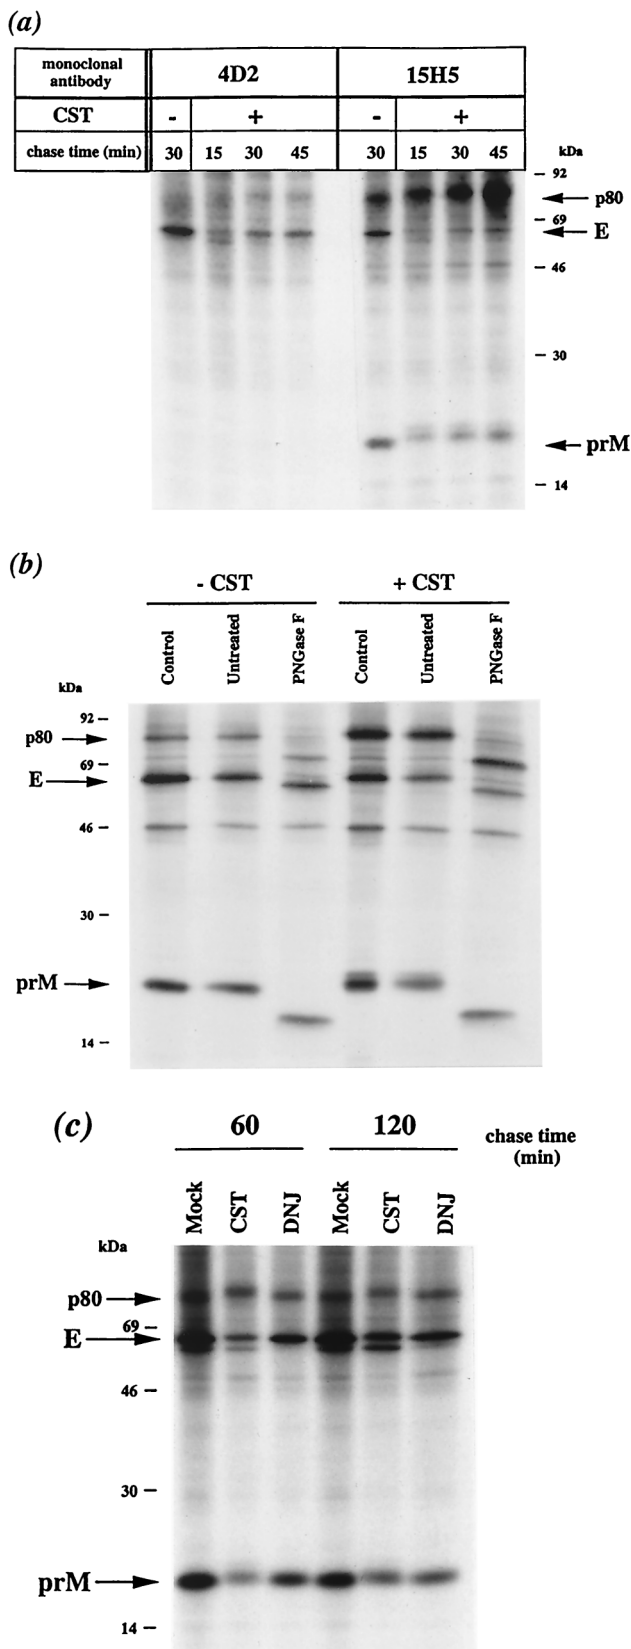 (a)
monoclonal antibody 4D2 15H5
CST - + - +
chase time (min) 30 15 30 45 30 15 30 45 kDa
92
p80
69
E
46
30
prM
14
(b)
- CST + CST
Control Untreated PNGase F Control Untreated PNGase F
kDa
92
p80
69
E
46
30
prM
14
(c)
60 120 chase time
(min)
Mock CST DNJ Mock CST DNJ
kDa
p80
69
E
46
30
prM
14